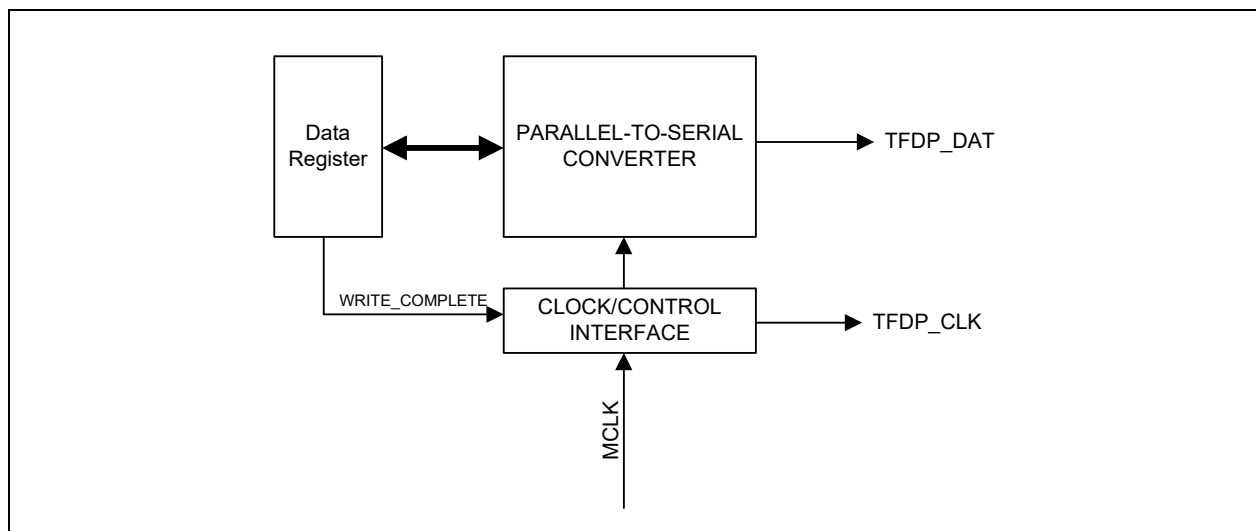 Data
Register
PARALLEL-TO-SERIAL
CONVERTER
TFDP_DAT
WRITE_COMPLETE
CLOCK/CONTROL
INTERFACE
TFDP_CLK
MCLK